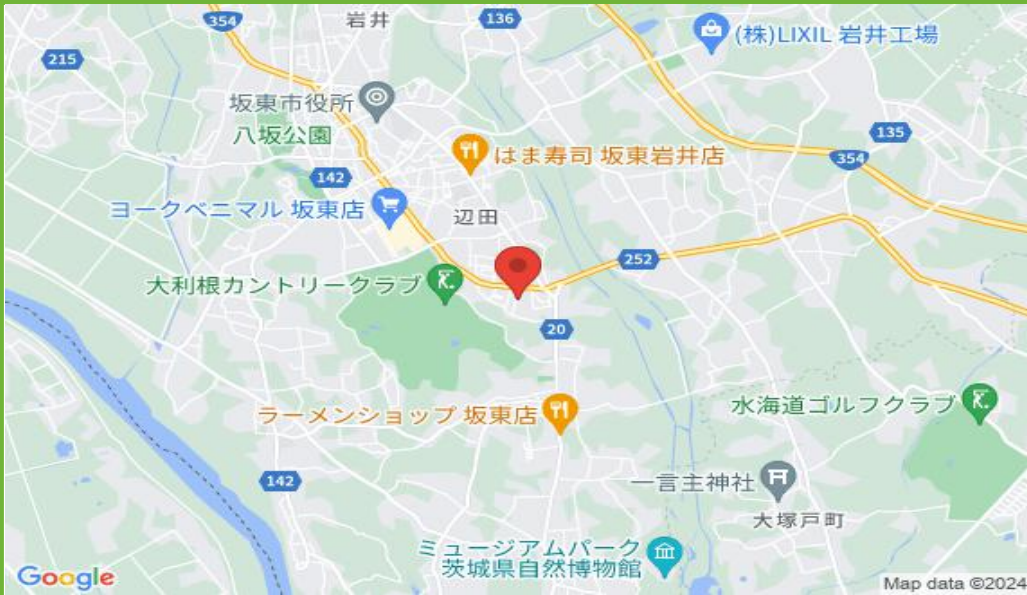 354
岩井
136
(株)LIXIL 岩井工場
215
坂東市役所
八坂公園
135
はま寿司 坂東岩井店
354
142
ヨークベニマル 坂東店
辺田
252
大利根カントリークラブ
20
ラーメンショップ 坂東店
水海道ゴルフクラブ
142
一言主神社
大塚戸町
ミュージアムパーク
茨城県自然博物館
Google
Map data ©2024